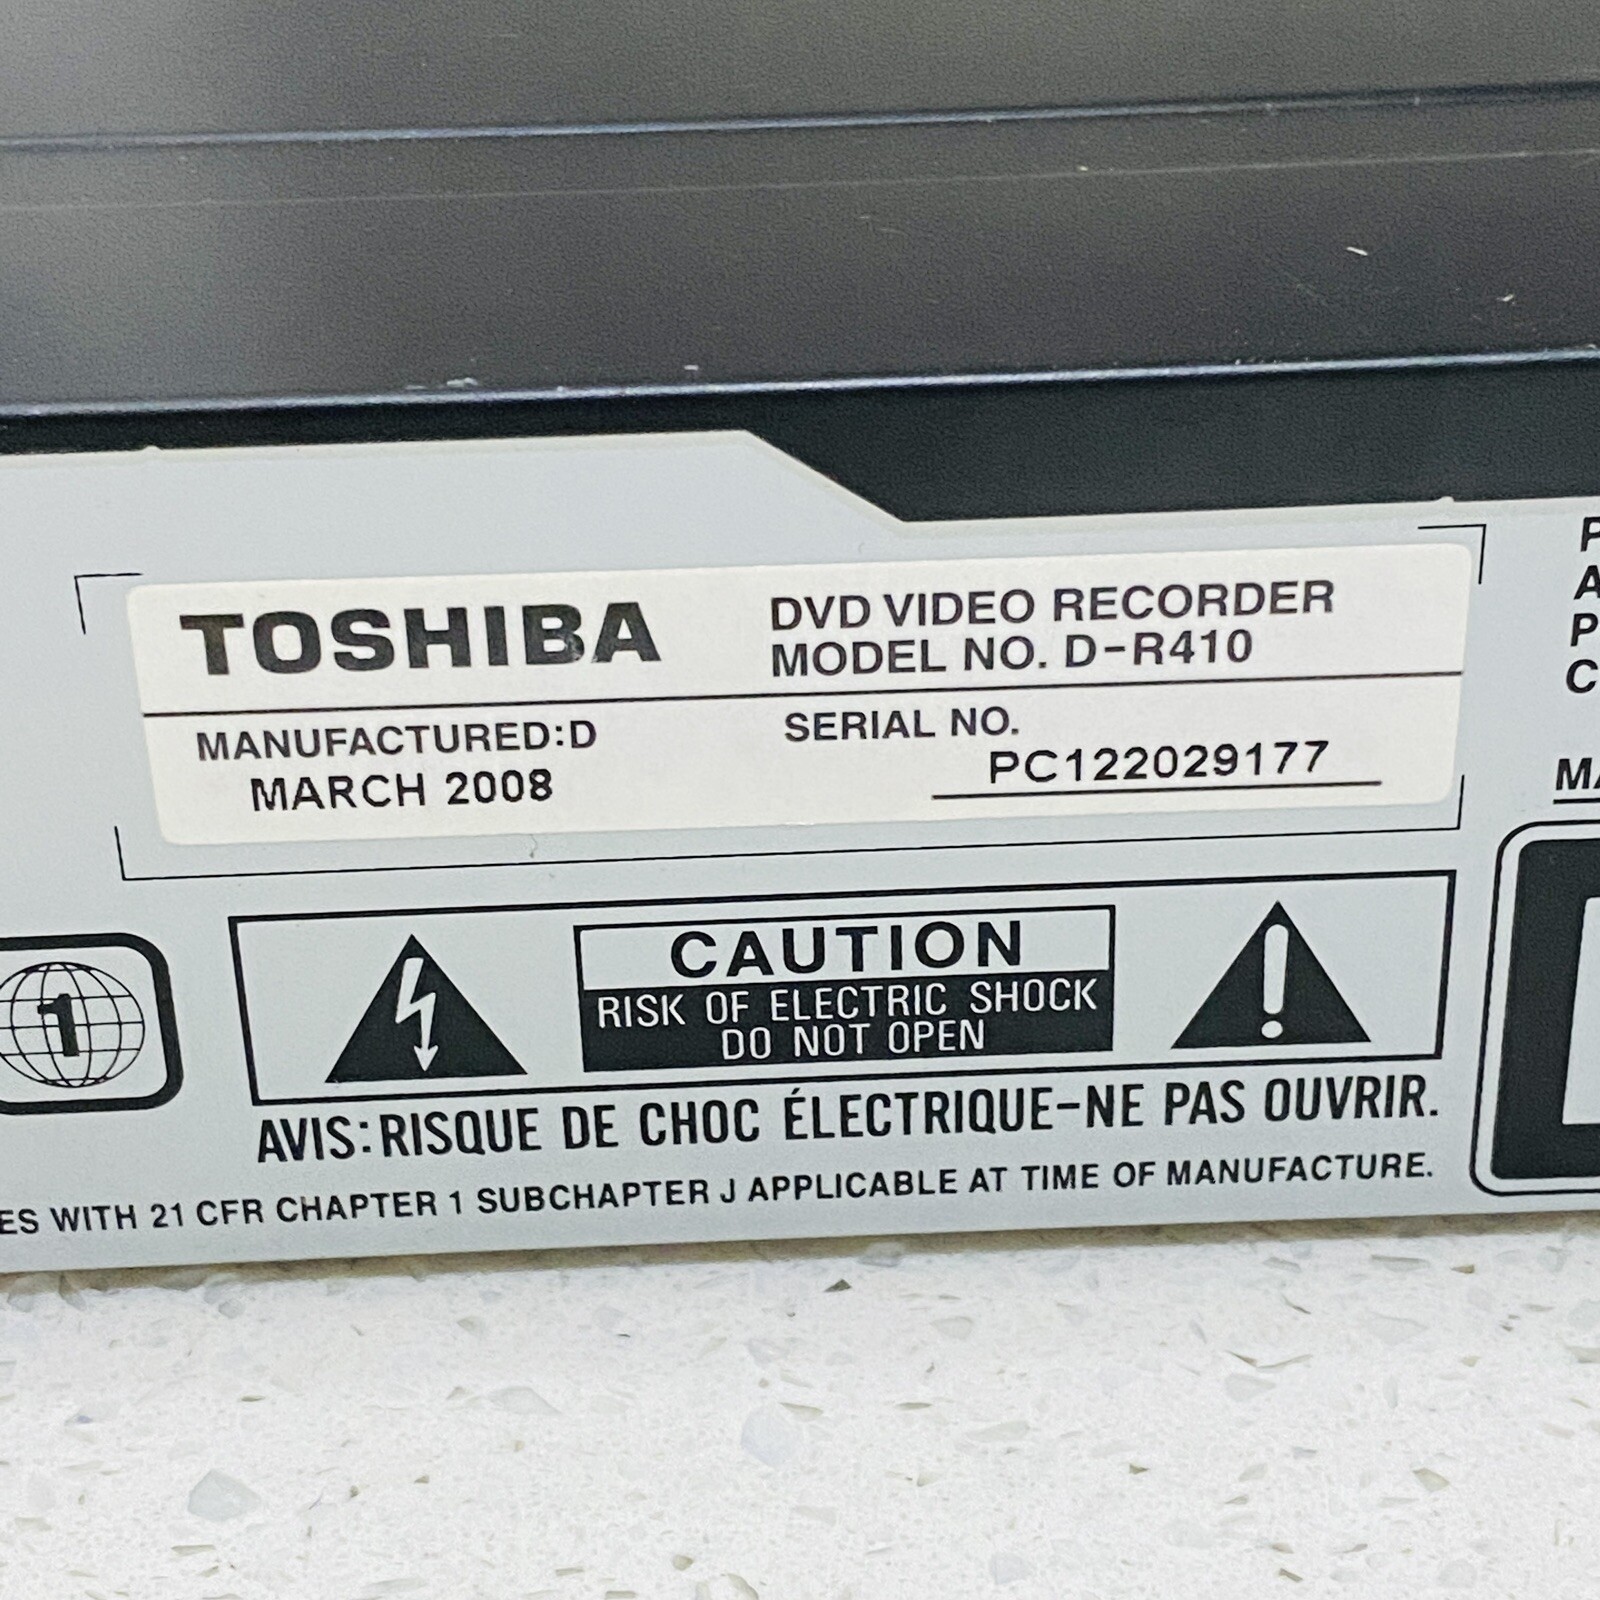 TOSHIBA
DVD VIDEO RECORDER
MODEL NO. D-R410
MANUFACTURED:D
MARCH 2008
SERIAL NO.
PC122029177
1
CAUTION
RISK OF ELECTRIC SHOCK
DO NOT OPEN
AVIS:RISQUE DE CHOC ÉLECTRIQUE-NE PAS OUVRIR.
WITH 21 CFR CHAPTER 1 SUBCHAPTER J APPLICABLE AT TIME OF MANUFACTURE.